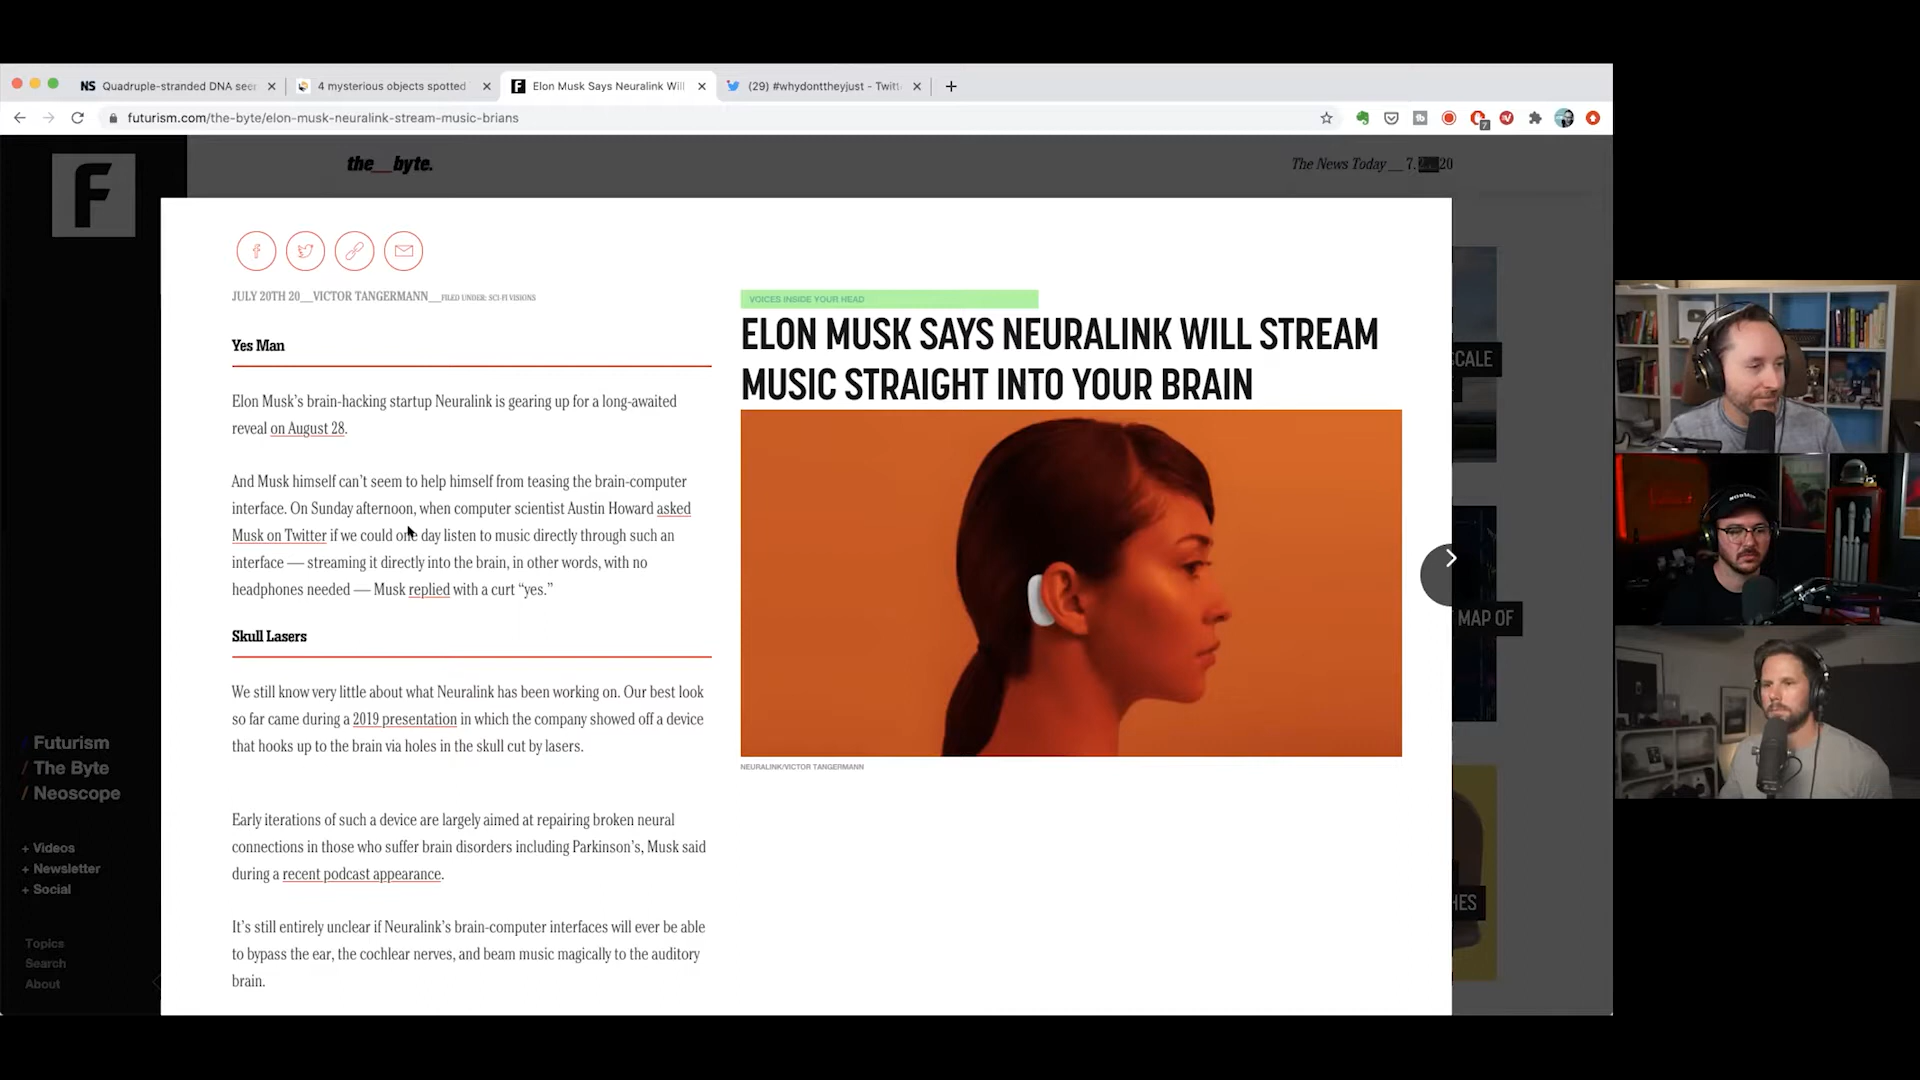 NS Quadruple-stranded DNA seen
4 mysterious objects spotted
F Elon Musk Says Neuralink Will
(29) #whydonttheyjust - Twitt
futurism.com/the-byte/elon-musk-neuralink-stream-music-brians
7
F
the__byte.
The News Today __ 7. 20
JULY 20TH 20__VICTOR TANGERMANN__FILED UNDER: SCI-FI VISIONS
Yes Man
Elon Musk's brain-hacking startup Neuralink is gearing up for a long-awaited
reveal on August 28.
And Musk himself can't seem to help himself from teasing the brain-computer
interface. On Sunday afternoon, when computer scientist Austin Howard asked
Musk on Twitter if we could one day listen to music directly through such an
interface — streaming it directly into the brain, in other words, with no
headphones needed — Musk replied with a curt “yes.”
Skull Lasers
We still know very little about what Neuralink has been working on. Our best look
so far came during a 2019 presentation in which the company showed off a device
that hooks up to the brain via holes in the skull cut by lasers.
Early iterations of such a device are largely aimed at repairing broken neural
connections in those who suffer brain disorders including Parkinson's, Musk said
during a recent podcast appearance.
It's still entirely unclear if Neuralink's brain-computer interfaces will ever be able
to bypass the ear, the cochlear nerves, and beam music magically to the auditory
brain.
VOICES INSIDE YOUR HEAD
ELON MUSK SAYS NEURALINK WILL STREAM
MUSIC STRAIGHT INTO YOUR BRAIN
NEURALINK/VICTOR TANGERMANN
SCALE
MAP OF
HES
/ Futurism
/ The Byte
/ Neoscope
+ Videos
+ Newsletter
+ Social
Topics
Search
About